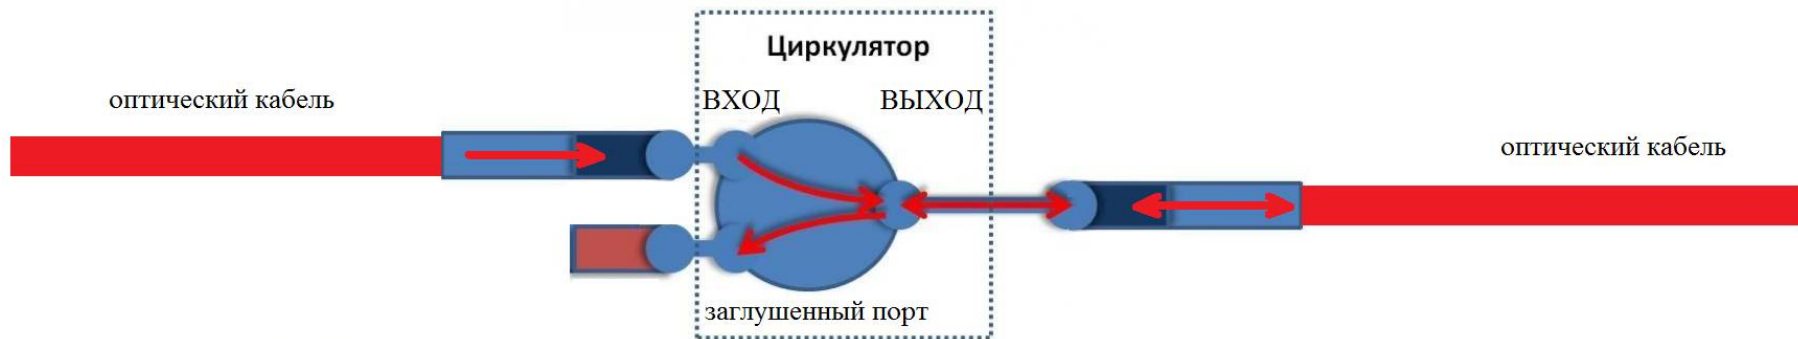 Циркулятор
оптический кабель
ВХОД
ВЫХОД
оптический кабель
заглушенный порт